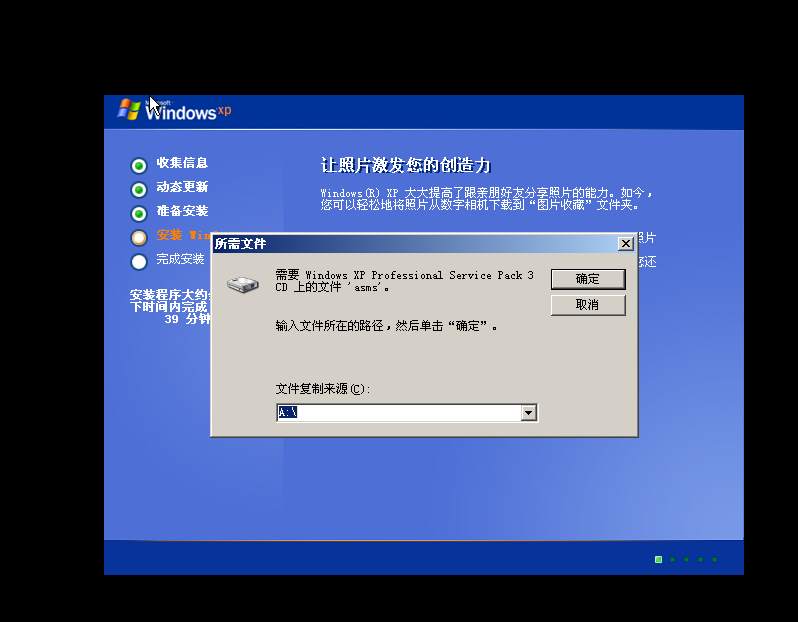 Microsoft
Windows xp
收集信息
动态更新
准备安装
安装 Win
完成安装
安装程序大约
下时间内完成
39 分钟
让照片激发您的创造力
Windows(R) XP 大大提高了跟亲朋好友分享照片的能力。如今，
您可以轻松地将照片从数字相机下载到“图片收藏”文件夹。
照片
您还
所需文件
需要 Windows XP Professional Service Pack 3
CD 上的文件 'asms'。
输入文件所在的路径，然后单击“确定”。
文件复制来源(C):
A:\
确定
取消